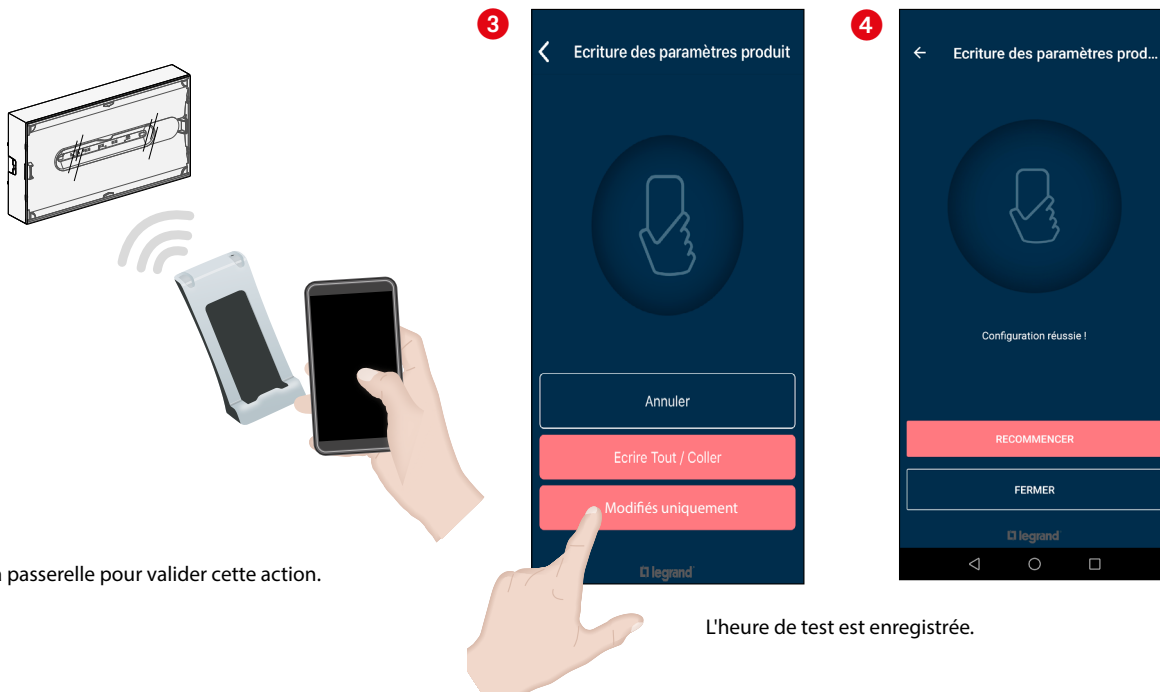 3
Ecriture des paramètres produit
Annuler
Ecrire Tout / Coller
Modifiés uniquement
legrand
4
Ecriture des paramètres prod...
Configuration réussie !
RECOMMENCER
FERMER
legrand
passerelle pour valider cette action.
L'heure de test est enregistrée.